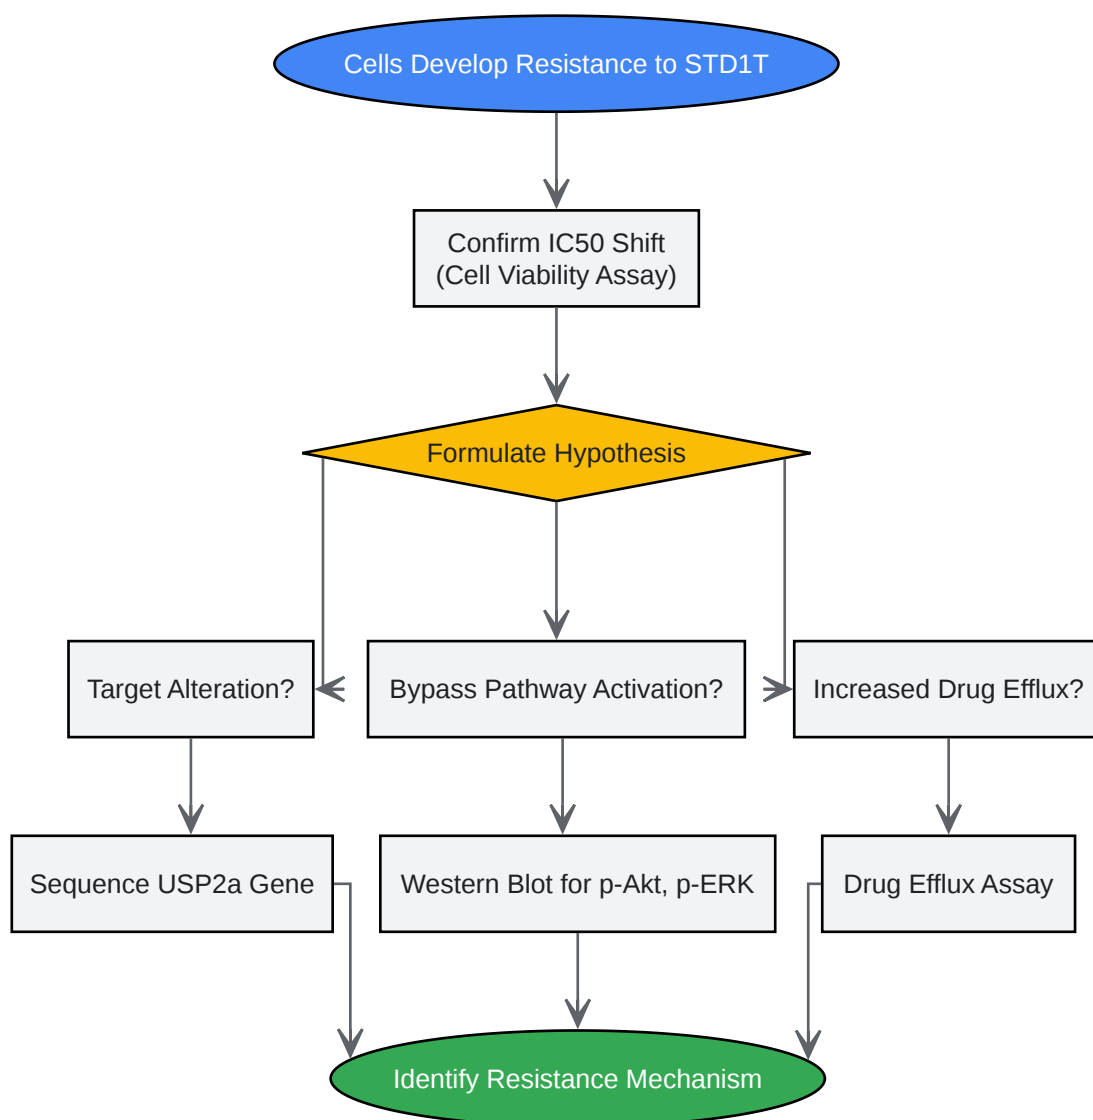 Cells Develop Resistance to STD1T
Confirm IC50 Shift
(Cell Viability Assay)
Formulate Hypothesis
Target Alteration?
Bypass Pathway Activation?
Increased Drug Efflux?
Sequence USP2a Gene
Western Blot for p-Akt, p-ERK
Drug Efflux Assay
Identify Resistance Mechanism